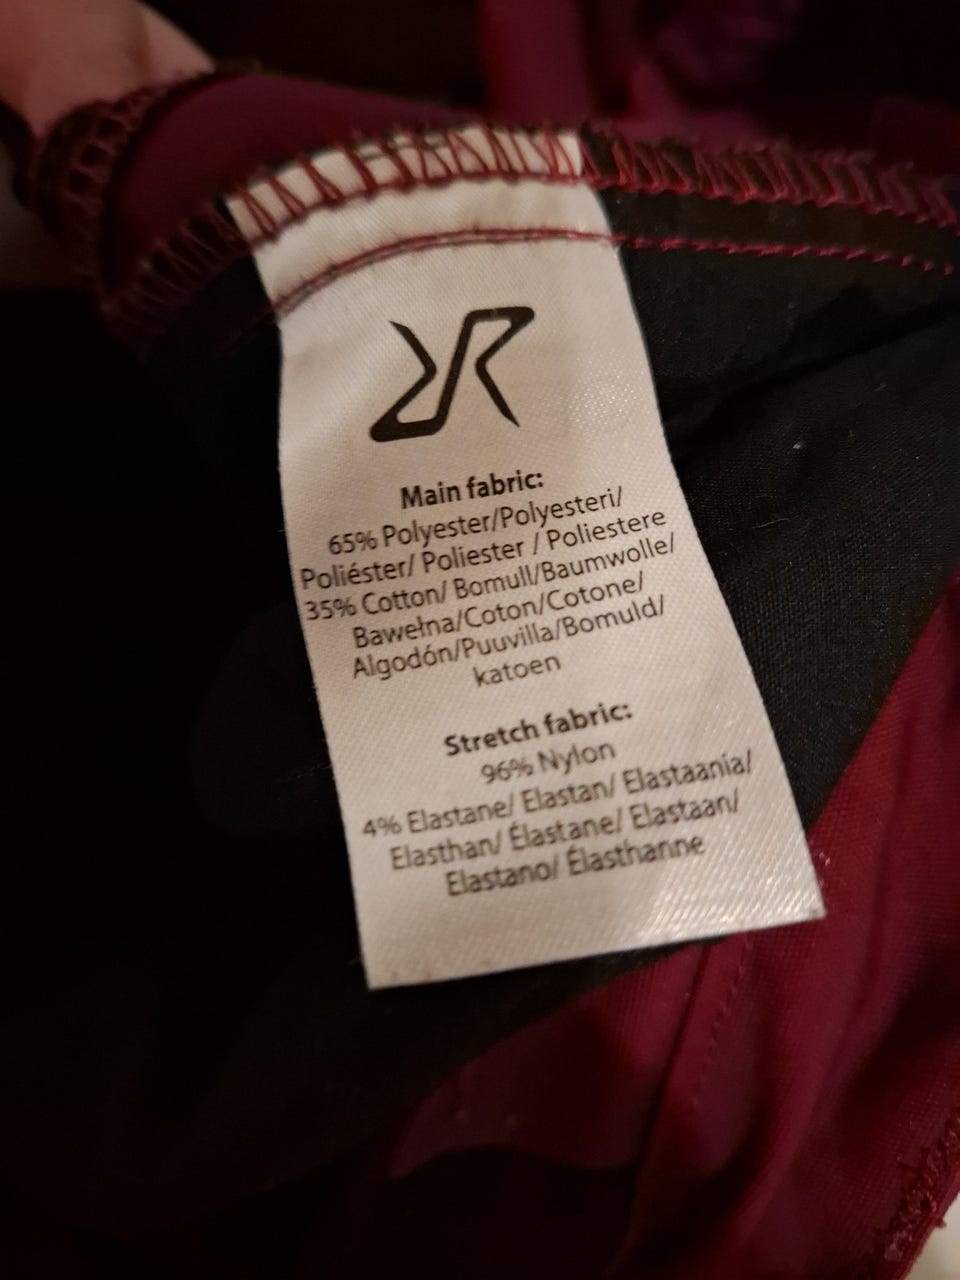 Main fabric:
65% Polyester/Polyesteri/
Poliéster/ Poliester / Poliestere
35% Cotton/ Bomull/Baumwolle/
Bawełna/Coton/Cotone/
Algodón/Puuvilla/Bomuld/
katoen
Stretch fabric:
96% Nylon
4% Elastane/ Elastan/ Elastaania/
Elasthan/ Élastane/ Elastaan/
Elastano/ Élasthanne